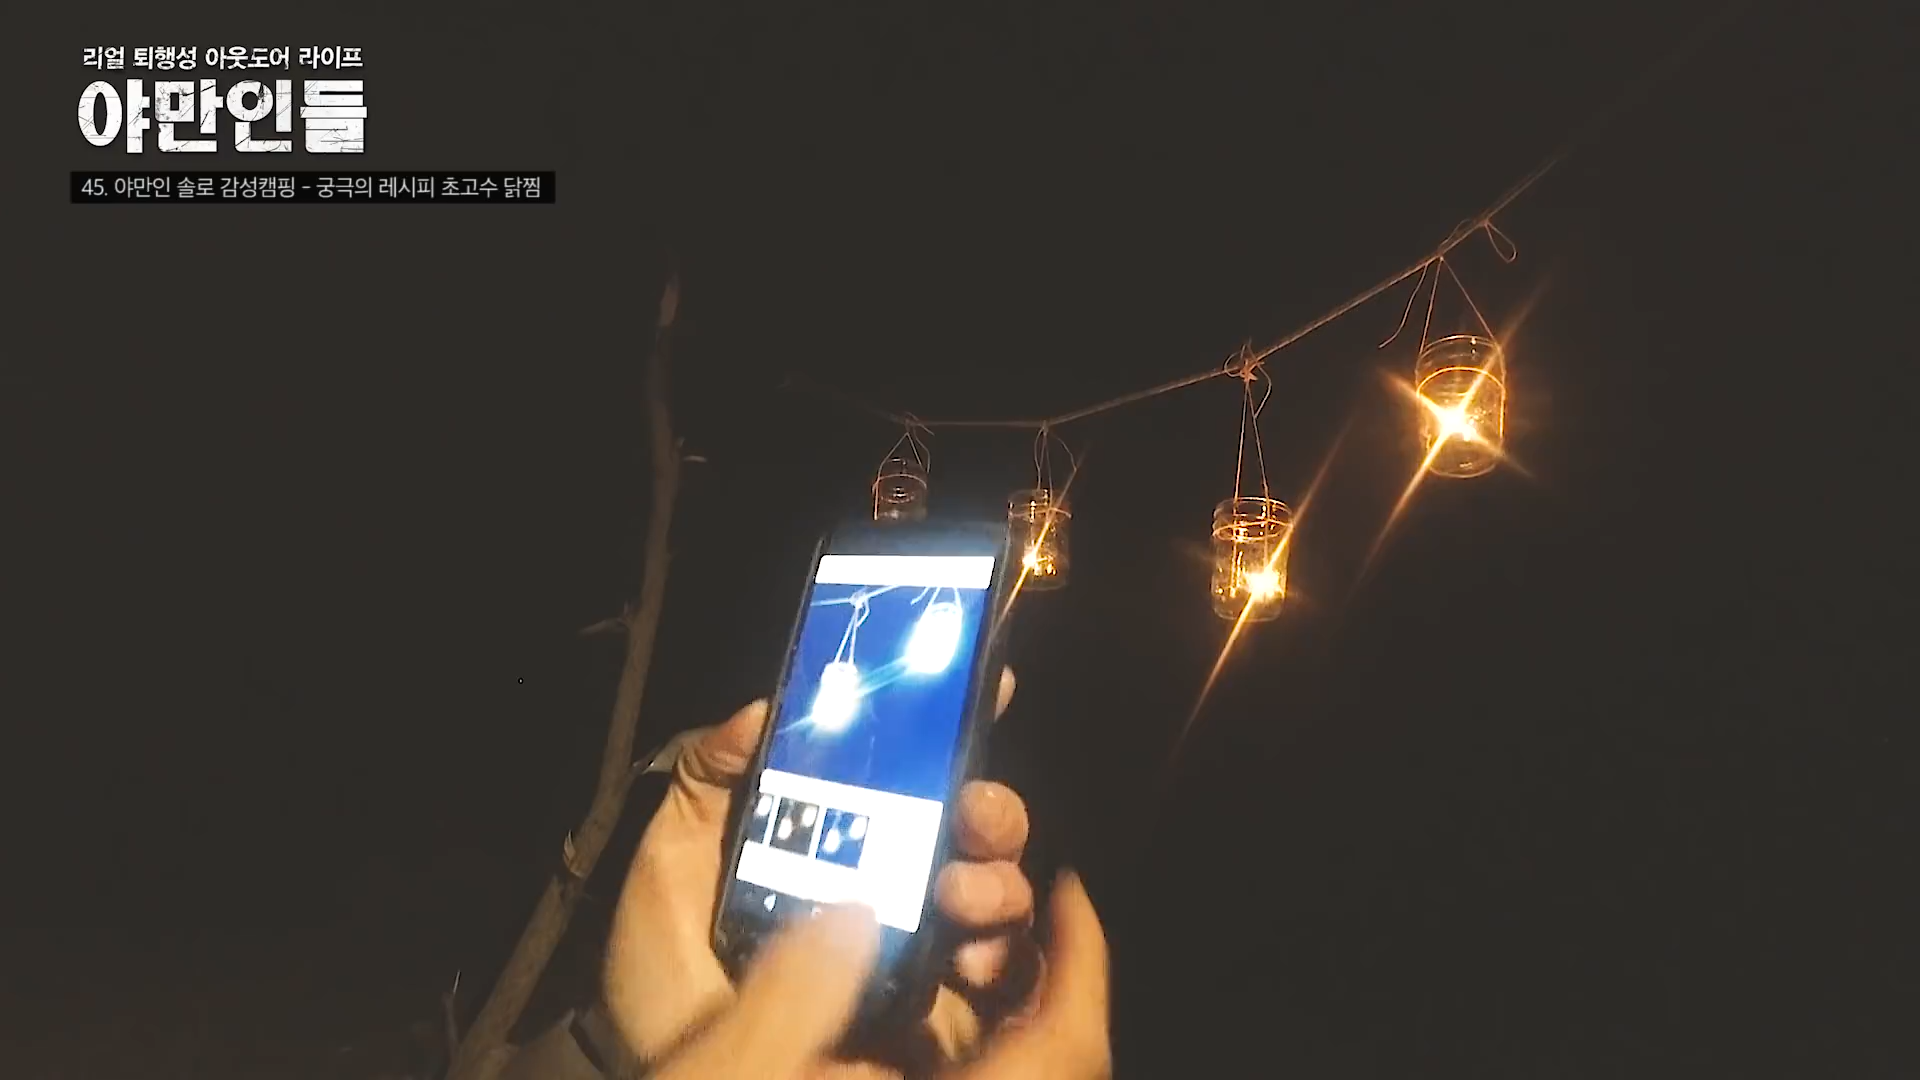 리얼 퇴행성 아웃도어 라이프
야만인들
45. 야만인 솔로 감성캠핑 - 궁극의 레시피 초고수 닭찜